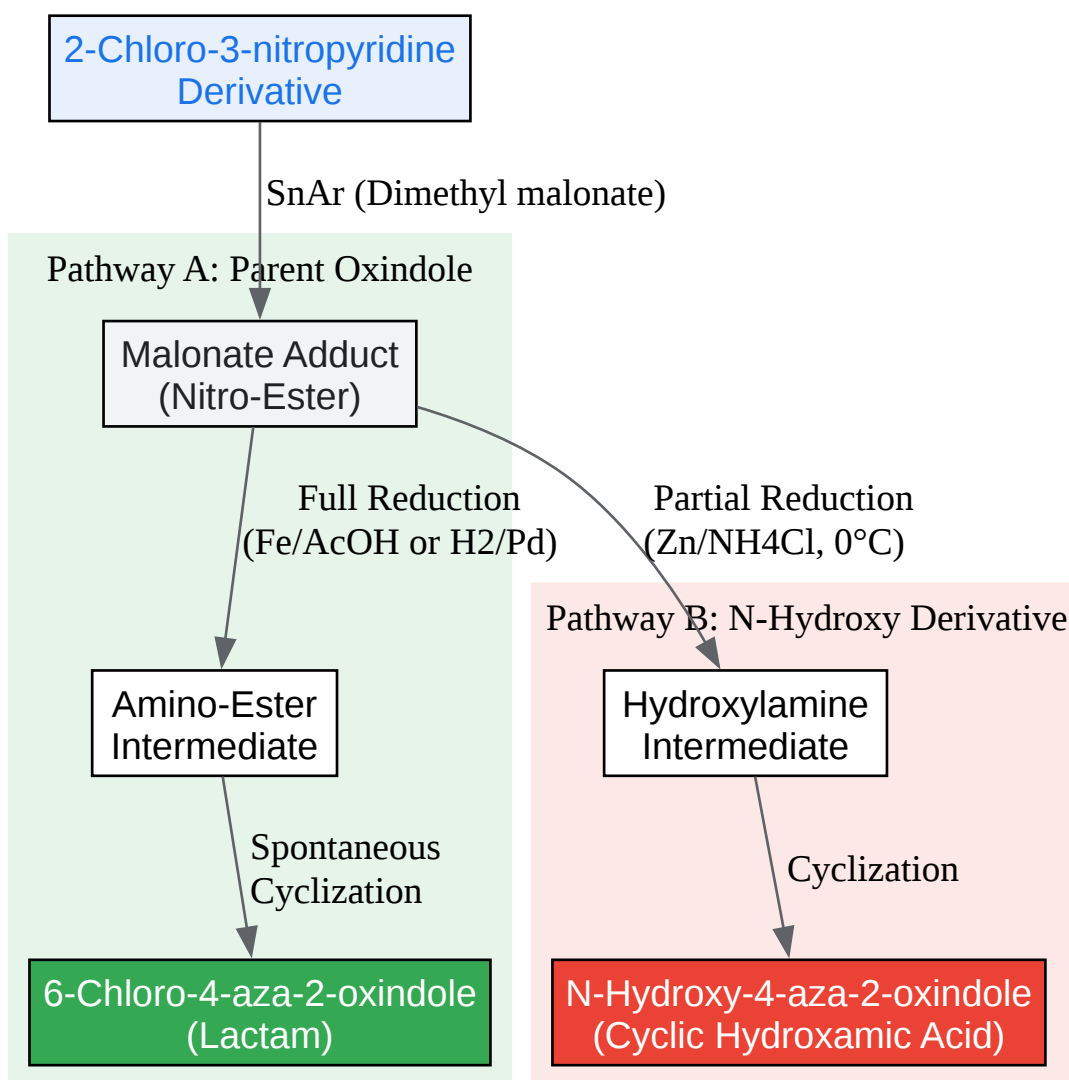 2-Chloro-3-nitropyridine
Derivative
SnAr (Dimethyl malonate)
Pathway A: Parent Oxindole
Malonate Adduct
(Nitro-Ester)
Full Reduction
(Fe/AcOH or H2/Pd)
Partial Reduction
(Zn/NH4Cl, 0°C)
Pathway B: N-Hydroxy Derivative
Amino-Ester
Intermediate
Hydroxylamine
Intermediate
Spontaneous
Cyclization
Cyclization
6-Chloro-4-aza-2-oxindole
(Lactam)
N-Hydroxy-4-aza-2-oxindole
(Cyclic Hydroxamic Acid)